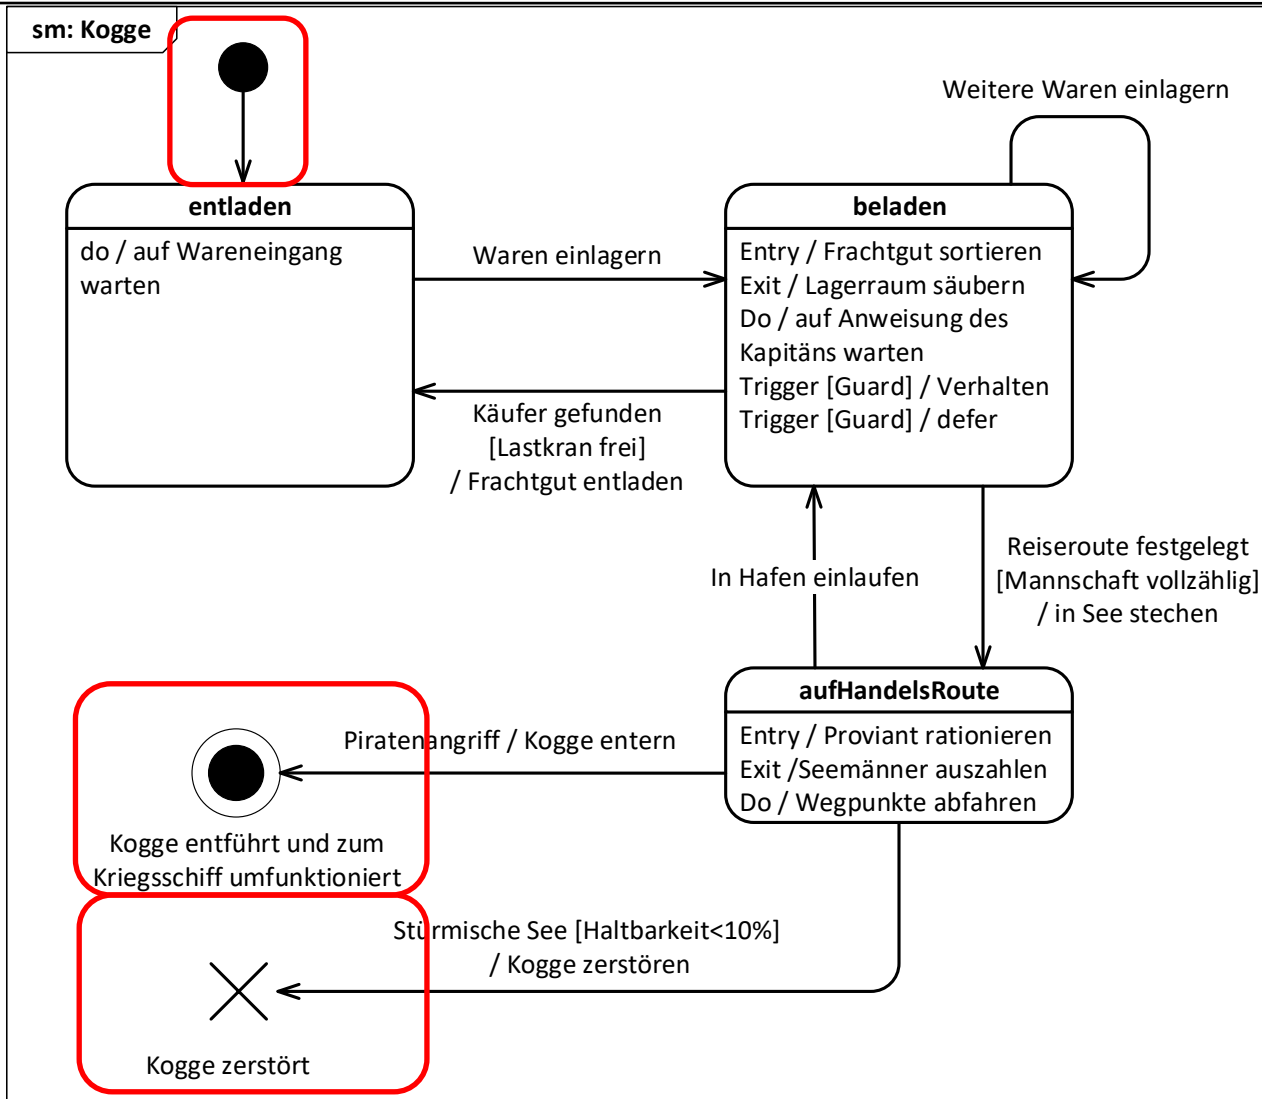 sm: Kogge
Weitere Waren einlagern
entladen
do / auf Wareneingang
warten
Waren einlagern
beladen
Entry / Frachtgut sortieren
Exit / Lagerraum säubern
Do / auf Anweisung des
Kapitäns warten
Trigger [Guard] / Verhalten
Trigger [Guard] / defer
Käufer gefunden
[Lastkran frei]
/ Frachtgut entladen
In Hafen einlaufen
Reiseroute festgelegt
[Mannschaft vollzählig]
/ in See stechen
aufHandelsRoute
Entry / Proviant rationieren
Exit /Seemänner auszahlen
Do / Wegpunkte abfahren
Piratenangriff / Kogge entern
Kogge entführt und zum
Kriegsschiff umfunktioniert
Stürmische See [Haltbarkeit<10%]
/ Kogge zerstören
Kogge zerstört